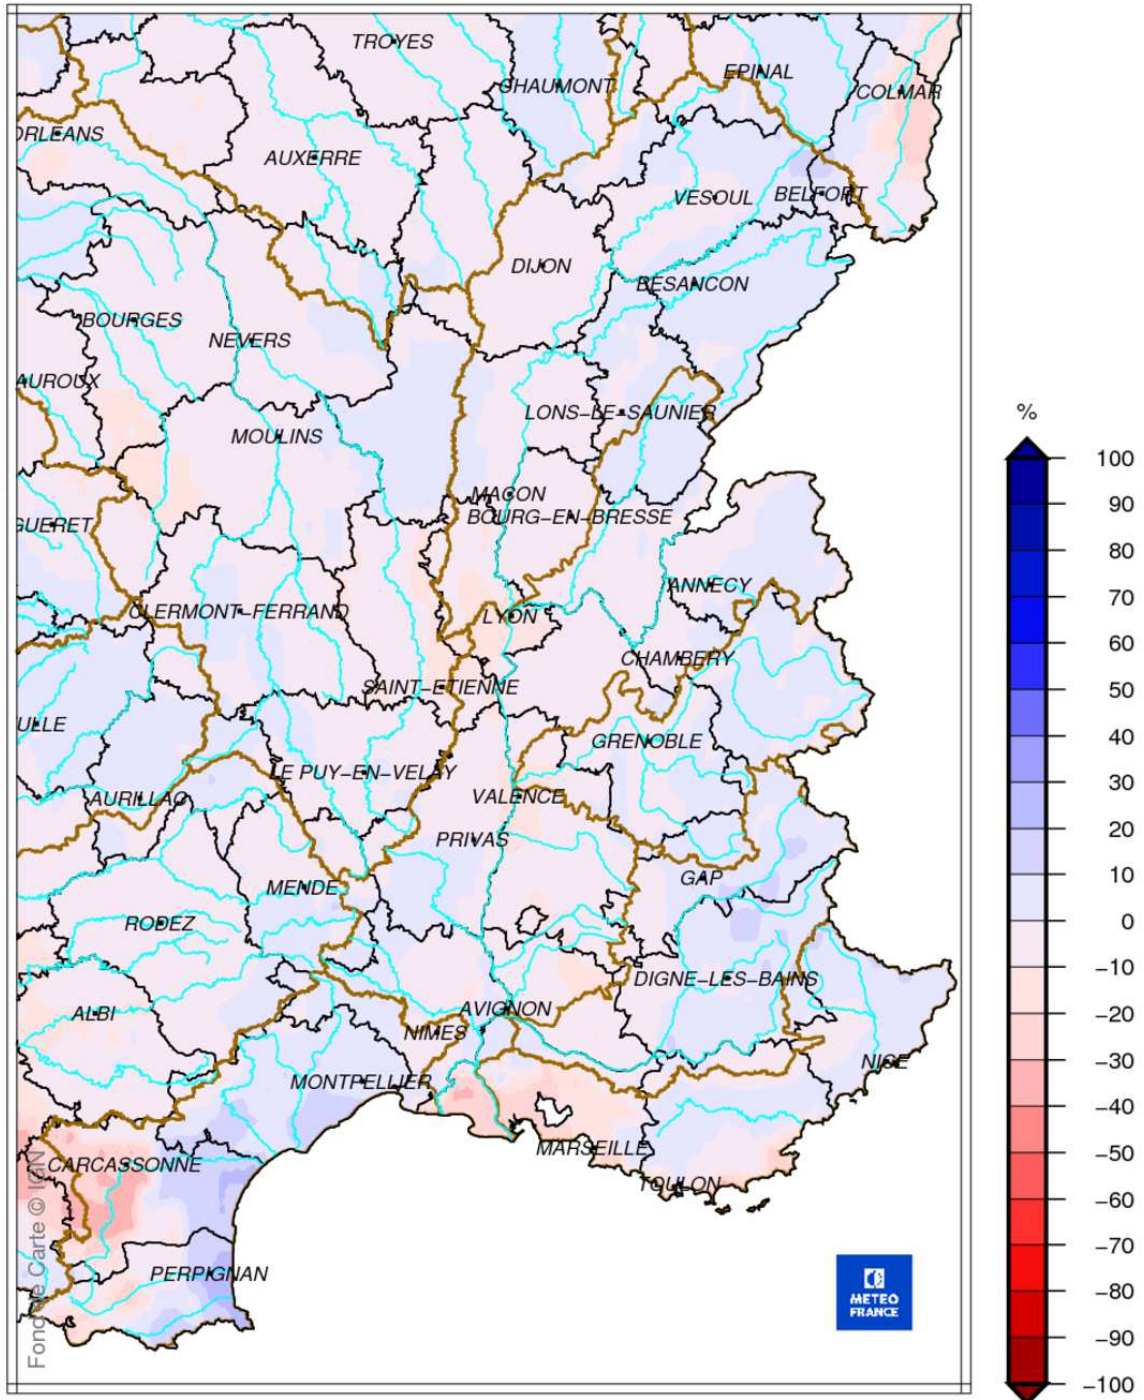 TROYES
CHAUMONT
EPINAL
COLMAR
ORLEANS
AUXERRE
VESOUL
BELFORT
DIJON
BESANCON
BOURGES
NEVERS
AUROUX
LONS-LE-SAUNIER
MOULINS
MACON
BOURG-EN-BRESSE
GUERET
ANNECY
CLERMONT-FERRAND
LYON
CHAMBERY
SAINT-ETIENNE
ULLE
GRENOBLE
LE PUY-EN-VELAY
AURILLAC
VALENCE
PRIVAS
GAP
MENDE
RODEZ
DIGNE-LES-BAINS
ALBI
AVIGNON
NIMES
NICE
MONTPELLIER
MARSEILLE
CARCASSONNE
TOULON
PERPIGNAN
Fond de Carte © IGN
METEO
FRANCE
%
100
90
80
70
60
50
40
30
20
10
0
-10
-20
-30
-40
-50
-60
-70
-80
-90
-100